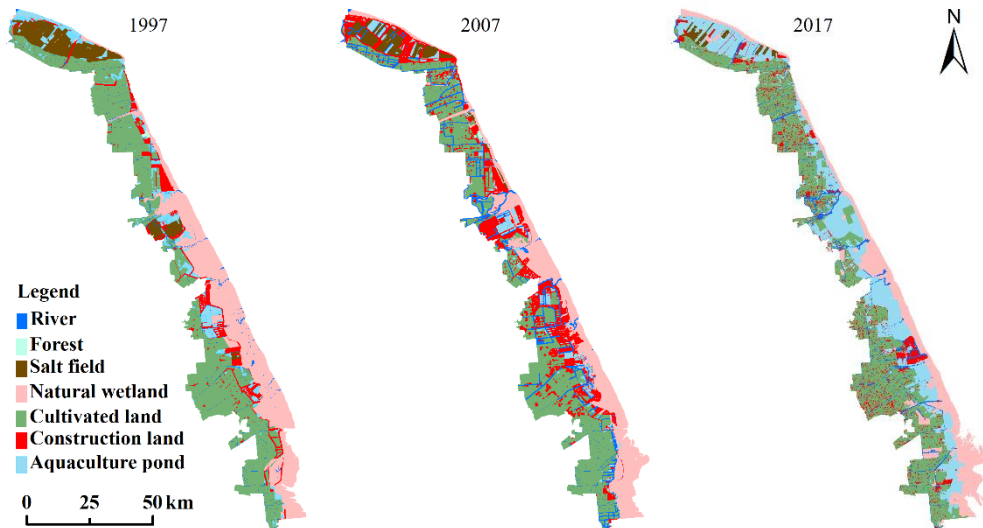 1997
2007
2017
N
Legend
River
Forest
Salt field
Natural wetland
Cultivated land
Construction land
Aquaculture pond
0 25 50 km